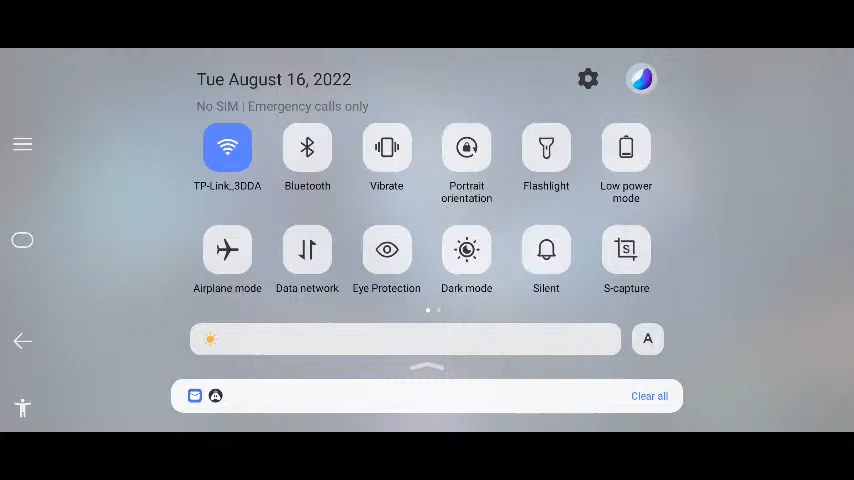 Tue August 16, 2022
No SIM | Emergency calls only
TP-Link_3DDA
Bluetooth
Vibrate
Portrait
orientation
Flashlight
Low power
mode
Airplane mode
Data network
Eye Protection
Dark mode
Silent
S-capture
A
Clear all